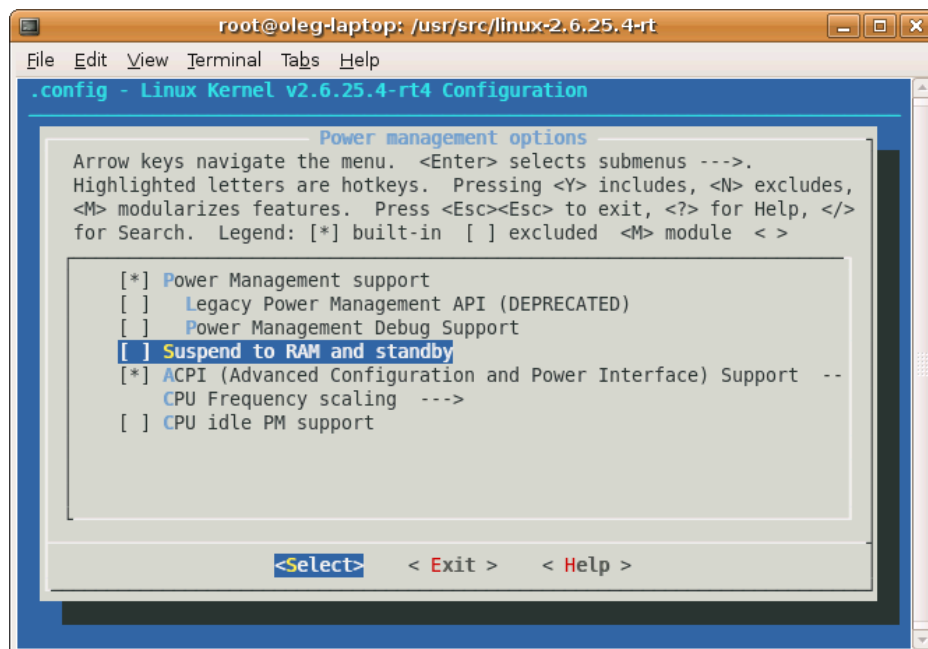 root@oleg-laptop: /usr/src/linux-2.6.25.4-rt
File Edit View Terminal Tabs Help
.config - Linux Kernel v2.6.25.4-rt4 Configuration
Power management options
Arrow keys navigate the menu. <Enter> selects submenus --->.
Highlighted letters are hotkeys. Pressing <Y> includes, <N> excludes,
<M> modularizes features. Press <Esc><Esc> to exit, <?> for Help, </>
for Search. Legend: [*] built-in [ ] excluded <M> module < >
[*] Power Management support
[ ] Legacy Power Management API (DEPRECATED)
[ ] Power Management Debug Support
[ ] Suspend to RAM and standby
[*] ACPI (Advanced Configuration and Power Interface) Support --
CPU Frequency scaling --->
[ ] CPU idle PM support
<Select> < Exit > < Help >